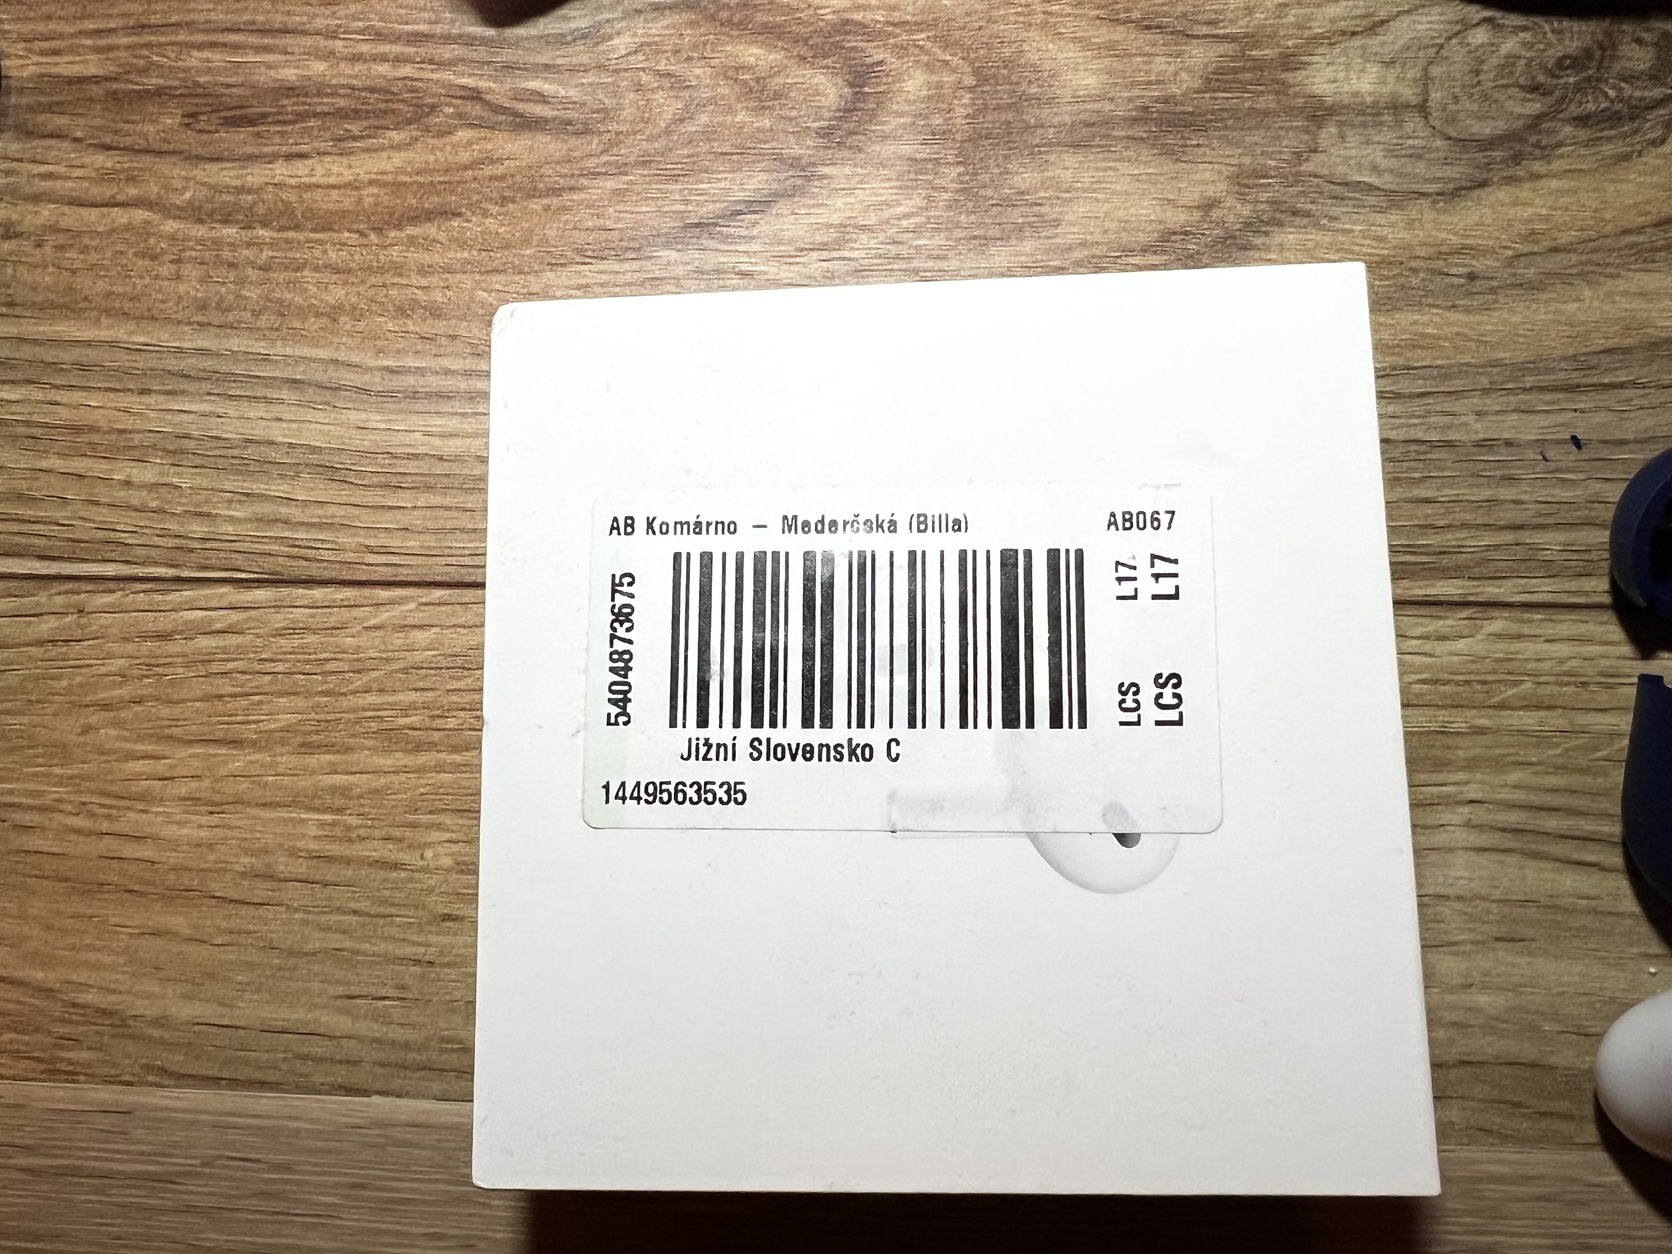 AB Komárno – Mederčská (Billa)
AB067
5404873675
L17
L17
LCS
LCS
Jižní Slovensko C
1449563535